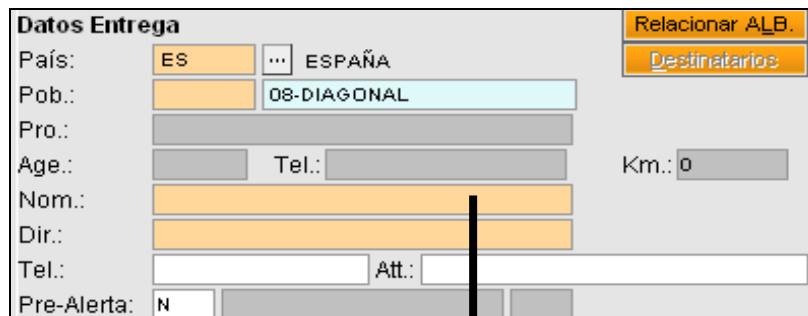 Datos Entrega Relacionar ALB.
País: ES ... ESPAÑA Destinatarios
Pob.: 08-DIAGONAL
Pro.:
Age.: Tel.: Km.: 0
Nom.:
Dir.:
Tel.: Att.:
Pre-Alerta: N